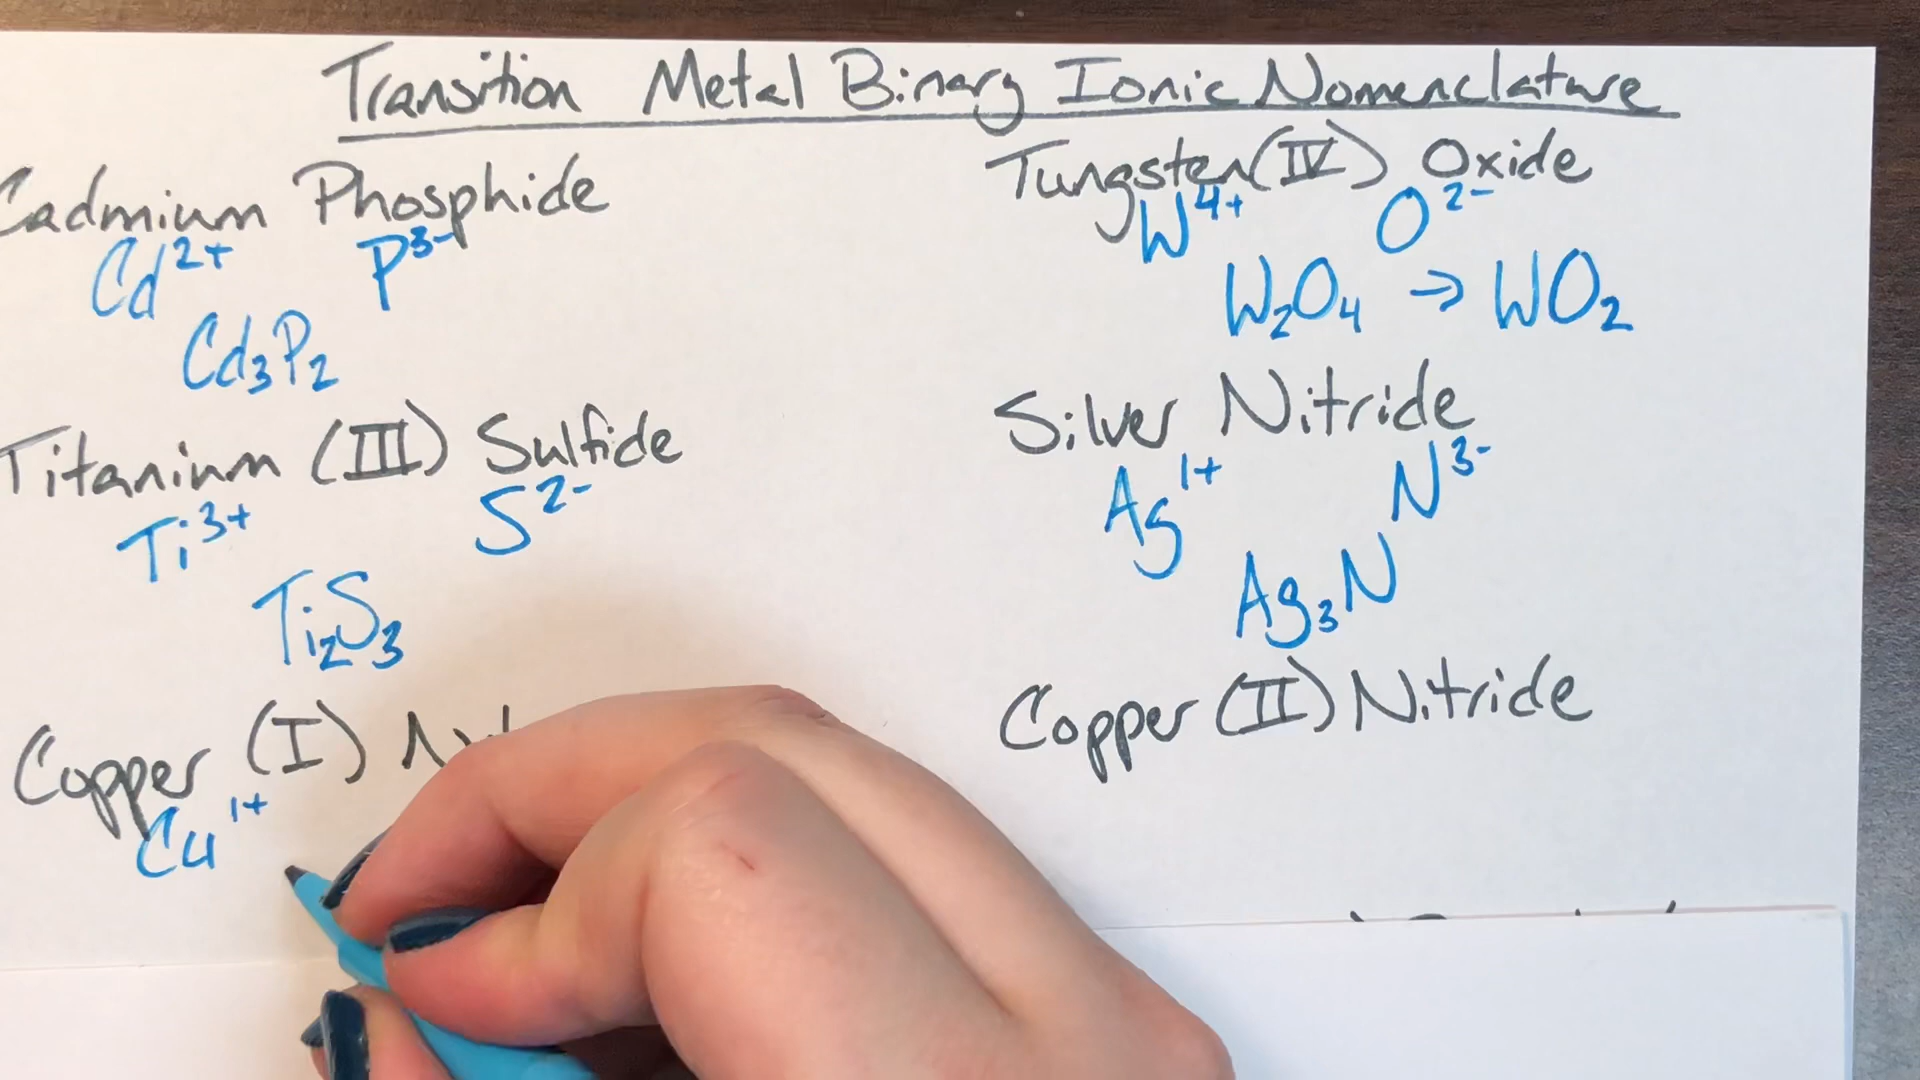 Transition Metal Binary Ionic Nomenclature
Cadmium Phosphide
Cd²⁺ P³⁻
Cd₃P₂
Titanium (III) Sulfide
Ti³⁺ S²⁻
Ti₂S₃
Copper (I)
Cu¹⁺
Tungsten (IV) Oxide
W⁴⁺ O²⁻
W₂O₄ → WO₂
Silver Nitride
Ag¹⁺ N³⁻
Ag₃N
Copper (II) Nitride